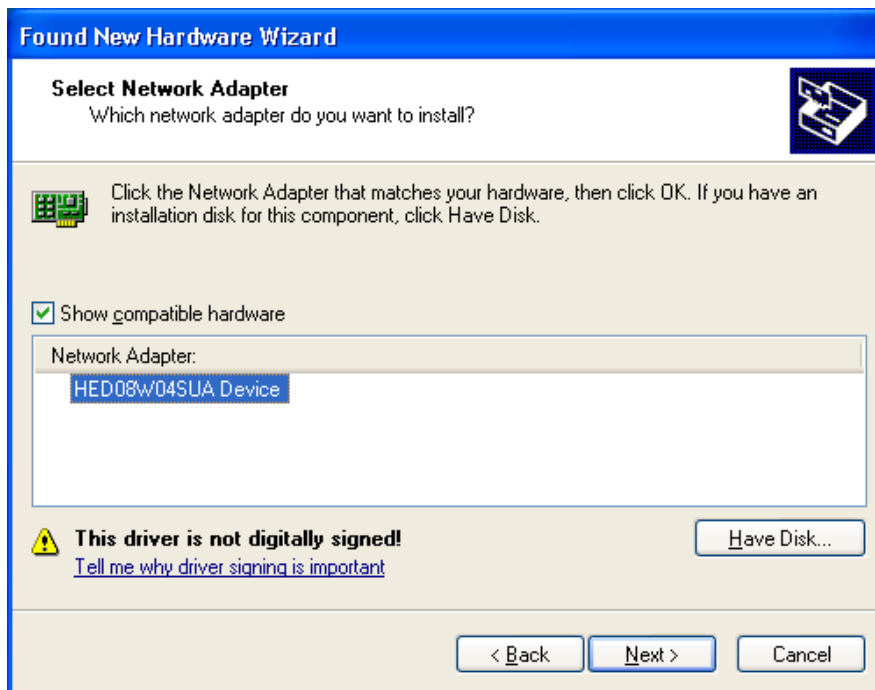 Found New Hardware Wizard
Select Network Adapter
Which network adapter do you want to install?
Click the Network Adapter that matches your hardware, then click OK. If you have an
installation disk for this component, click Have Disk.
Show compatible hardware
Network Adapter:
HED08W04SUA Device
This driver is not digitally signed!
Have Disk...
Tell me why driver signing is important
< Back
Next >
Cancel